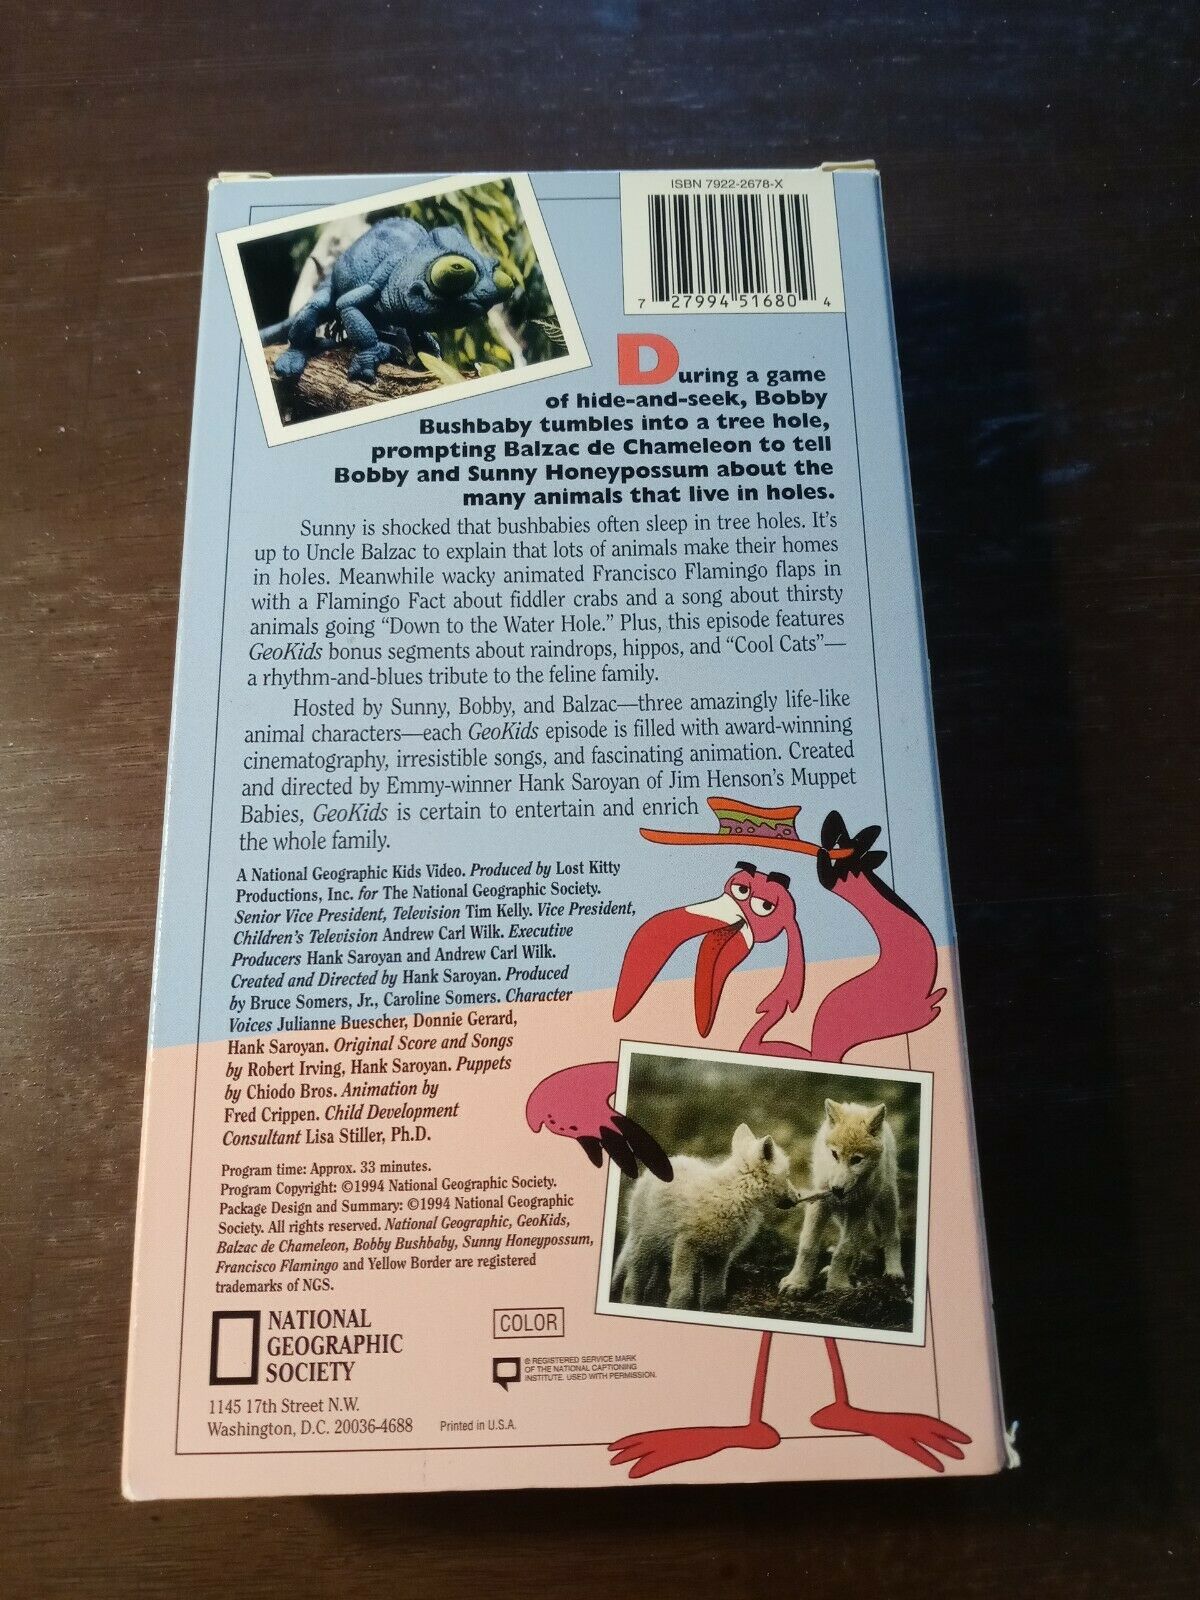 ISBN 7922-2678-X
7 27994 51680 4
During a game
of hide-and-seek, Bobby
Bushbaby tumbles into a tree hole,
prompting Balzac de Chameleon to tell
Bobby and Sunny Honeypossum about the
many animals that live in holes.
Sunny is shocked that bushbabies often sleep in tree holes. It's
up to Uncle Balzac to explain that lots of animals make their homes
in holes. Meanwhile wacky animated Francisco Flamingo flaps in
with a Flamingo Fact about fiddler crabs and a song about thirsty
animals going “Down to the Water Hole.” Plus, this episode features
GeoKids bonus segments about raindrops, hippos, and “Cool Cats”—
a rhythm-and-blues tribute to the feline family.
Hosted by Sunny, Bobby, and Balzac—three amazingly life-like
animal characters—each GeoKids episode is filled with award-winning
cinematography, irresistible songs, and fascinating animation. Created
and directed by Emmy-winner Hank Saroyan of Jim Henson's Muppet
Babies, GeoKids is certain to entertain and enrich
the whole family.
A National Geographic Kids Video. Produced by Lost Kitty
Productions, Inc. for The National Geographic Society.
Senior Vice President, Television Tim Kelly. Vice President,
Children's Television Andrew Carl Wilk. Executive
Producers Hank Saroyan and Andrew Carl Wilk.
Created and Directed by Hank Saroyan. Produced
by Bruce Somers, Jr., Caroline Somers. Character
Voices Julianne Buescher, Donnie Gerard,
Hank Saroyan. Original Score and Songs
by Robert Irving, Hank Saroyan. Puppets
by Chiodo Bros. Animation by
Fred Crippen. Child Development
Consultant Lisa Stiller, Ph.D.
Program time: Approx. 33 minutes.
Program Copyright: ©1994 National Geographic Society.
Package Design and Summary: ©1994 National Geographic
Society. All rights reserved. National Geographic, GeoKids,
Balzac de Chameleon, Bobby Bushbaby, Sunny Honeypossum,
Francisco Flamingo and Yellow Border are registered
trademarks of NGS.
NATIONAL
GEOGRAPHIC
SOCIETY
COLOR
® REGISTERED SERVICE MARK
OF THE NATIONAL CAPTIONING
INSTITUTE. USED WITH PERMISSION.
1145 17th Street N.W.
Washington, D.C. 20036-4688
Printed in U.S.A.